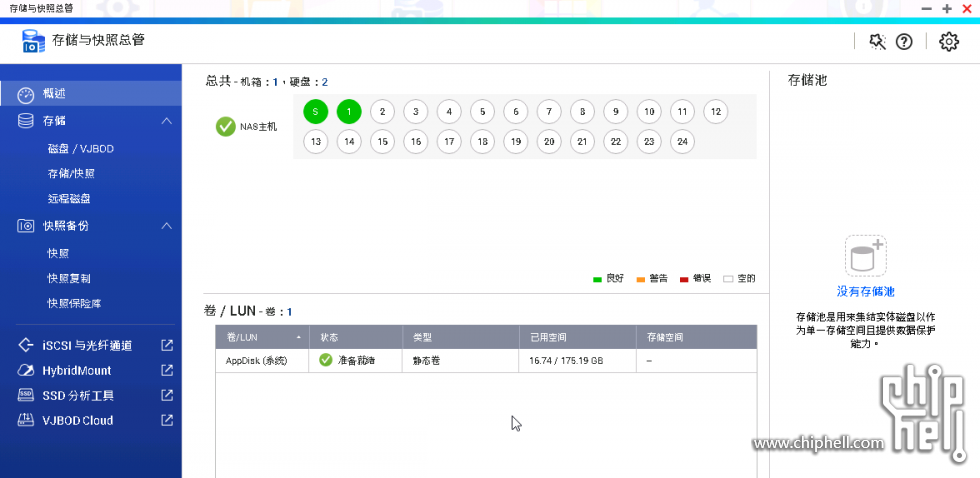 存储与快照总管
存储与快照总管
概述
存储
磁盘 / VJBOD
存储/快照
远程磁盘
快照备份
快照
快照复制
快照保险库
iSCSI 与光纤通道
HybridMount
SSD 分析工具
VJBOD Cloud
总共 - 机箱：1，硬盘：2
NAS主机
S 1 2 3 4 5 6 7 8 9 10 11 12
13 14 15 16 17 18 19 20 21 22 23 24
良好 警告 错误 空的
卷 / LUN - 卷：1
卷/LUN 状态 类型 已用空间 存储空间
AppDisk (系统) 准备就绪 静态卷 16.74 / 175.19 GB --
存储池
没有存储池
存储池是用来集结实体磁盘以作
为单一存储空间且提供数据保护
能力。
www.chiphell.com
chip
hell